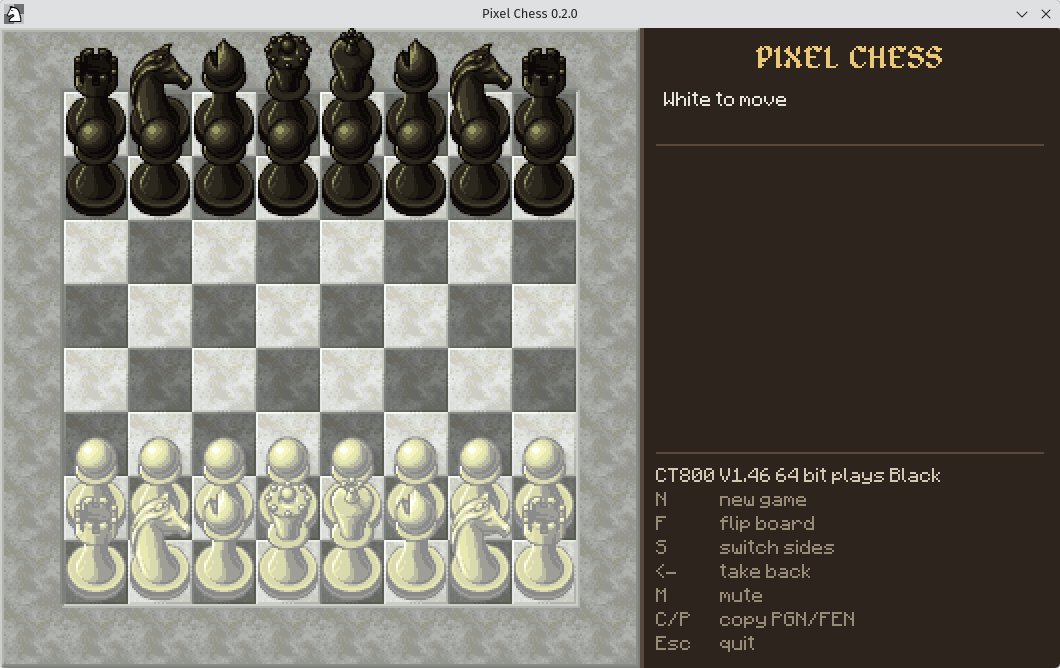 Pixel Chess 0.2.0
PIXEL CHESS
White to move
CT800 V1.46 64 bit plays Black
N new game
F flip board
S switch sides
<- take back
M mute
C/P copy PGN/FEN
Esc quit